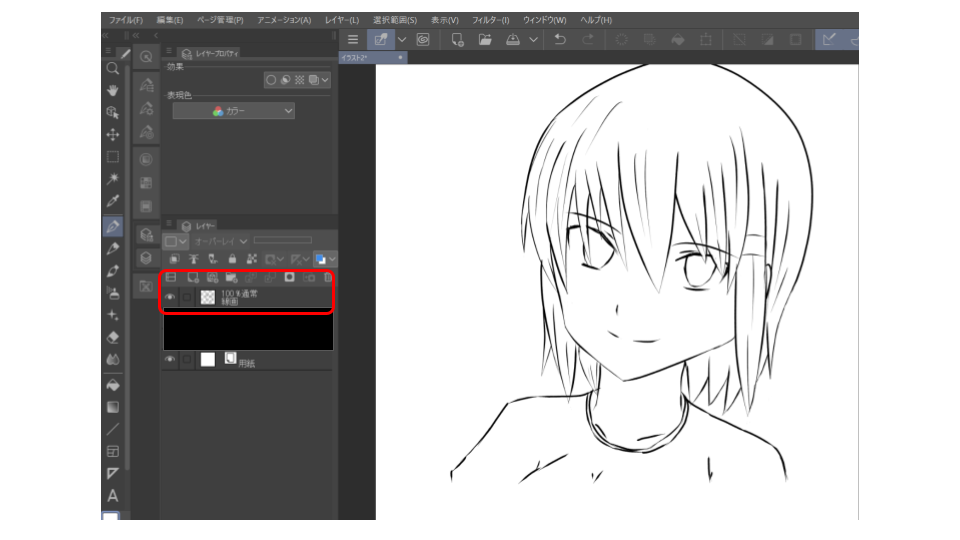 ファイル(F) 編集(E) ページ管理(P) アニメーション(A) レイヤー(L) 選択範囲(S) 表示(V) フィルター(I) ウィンドウ(W) ヘルプ(H)
イラスト2*
レイヤープロパティ
効果
表現色
カラー
レイヤー
オーバーレイ
100％通常
線画
用紙